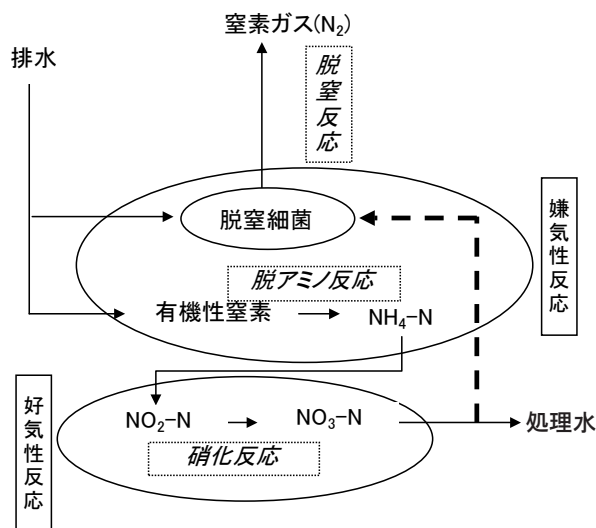 窒素ガス(N₂)
排水
脱窒反応
脱窒細菌
嫌気性反応
脱アミノ反応
有機性窒素
NH₄-N
好気性反応
NO₂-N
NO₃-N
処理水
硝化反応